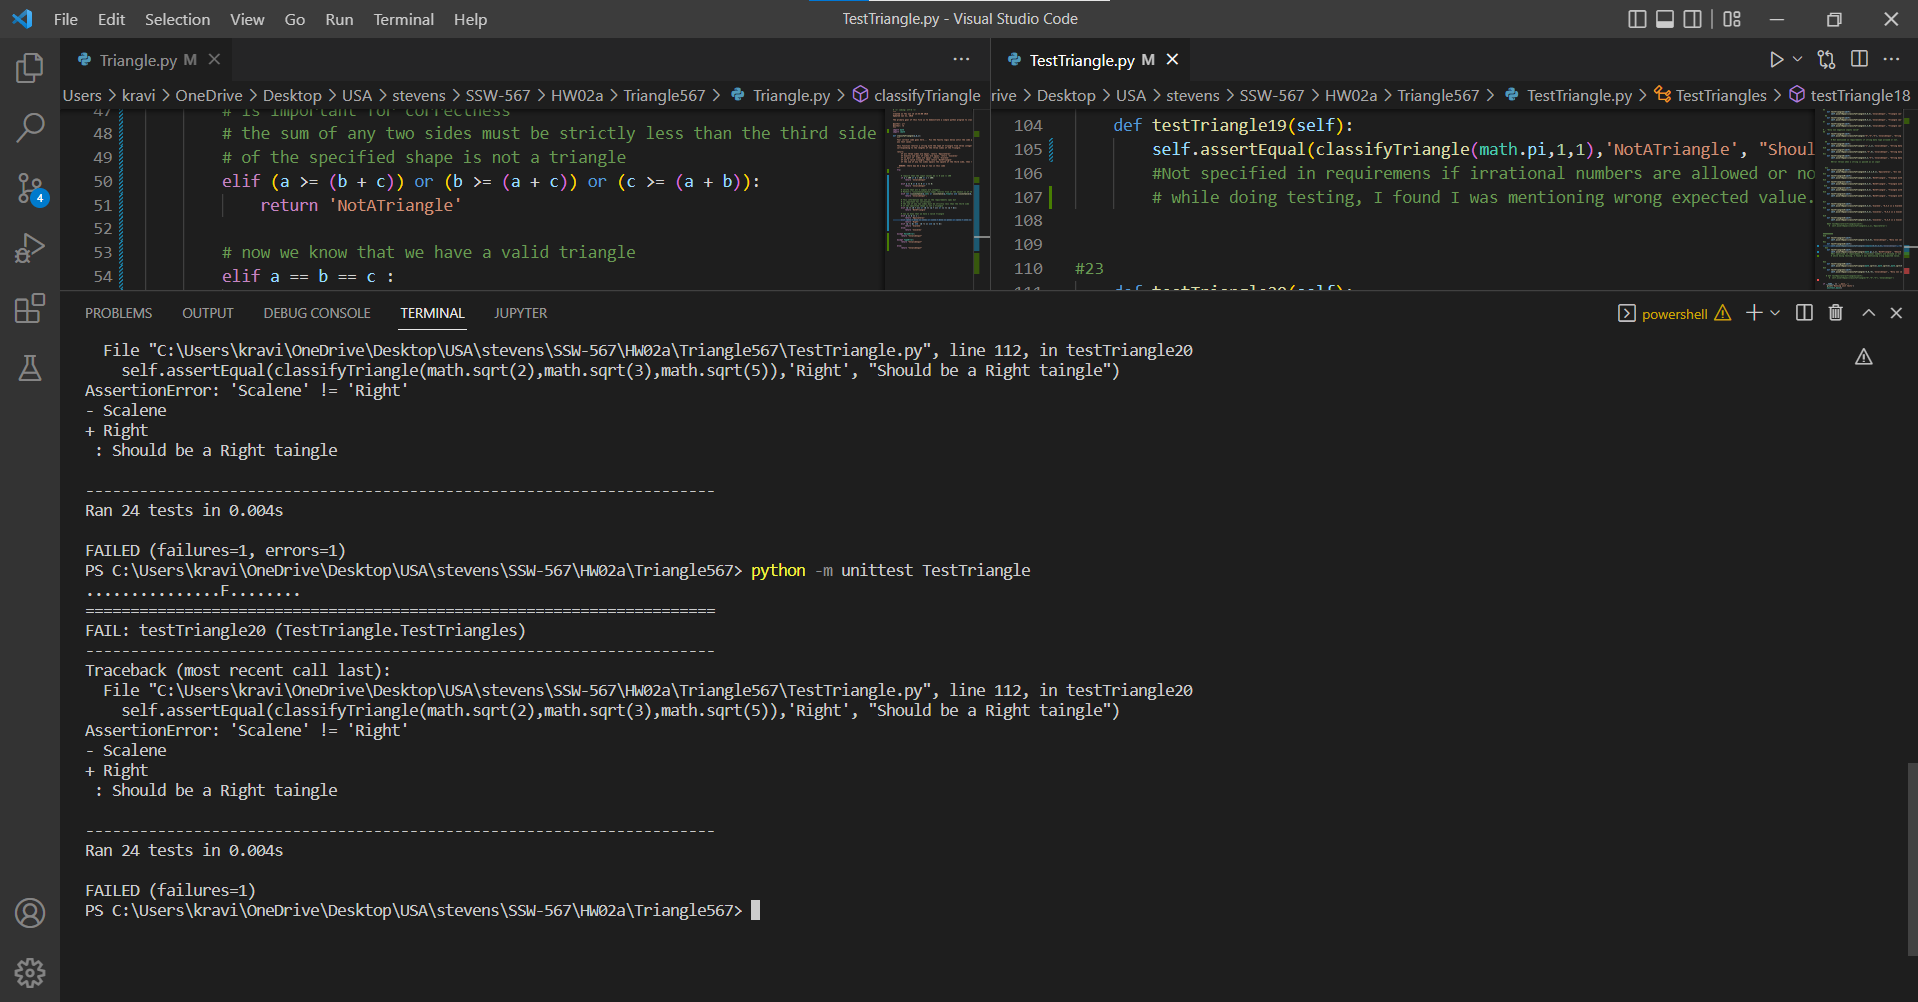 File Edit Selection View Go Run Terminal Help
TestTriangle.py - Visual Studio Code
Triangle.py M
Users > kravi > OneDrive > Desktop > USA > stevens > SSW-567 > HW02a > Triangle567 > Triangle.py > classifyTriangle
47 # is important for correctness
48 # the sum of any two sides must be strictly less than the third side
49 # of the specified shape is not a triangle
50 elif (a >= (b + c)) or (b >= (a + c)) or (c >= (a + b)):
51 return 'NotATriangle'
52
53 # now we know that we have a valid triangle
54 elif a == b == c :
TestTriangle.py M
rive > Desktop > USA > stevens > SSW-567 > HW02a > Triangle567 > TestTriangle.py > TestTriangles > testTriangle18
104 def testTriangle19(self):
105 self.assertEqual(classifyTriangle(math.pi,1,1),'NotATriangle', "Shoul
106 #Not specified in requiremens if irrational numbers are allowed or no
107 # while doing testing, I found I was mentioning wrong expected value.
108
109
110 #23
111 def testTriangle20(self):
4
PROBLEMS OUTPUT DEBUG CONSOLE TERMINAL JUPYTER
powershell
File "C:\Users\kravi\OneDrive\Desktop\USA\stevens\SSW-567\HW02a\Triangle567\TestTriangle.py", line 112, in testTriangle20
self.assertEqual(classifyTriangle(math.sqrt(2),math.sqrt(3),math.sqrt(5)),'Right', "Should be a Right taingle")
AssertionError: 'Scalene' != 'Right'
- Scalene
+ Right
: Should be a Right taingle
----------------------------------------------------------------------
Ran 24 tests in 0.004s
FAILED (failures=1, errors=1)
PS C:\Users\kravi\OneDrive\Desktop\USA\stevens\SSW-567\HW02a\Triangle567> python -m unittest TestTriangle
...............F........
======================================================================
FAIL: testTriangle20 (TestTriangle.TestTriangles)
----------------------------------------------------------------------
Traceback (most recent call last):
File "C:\Users\kravi\OneDrive\Desktop\USA\stevens\SSW-567\HW02a\Triangle567\TestTriangle.py", line 112, in testTriangle20
self.assertEqual(classifyTriangle(math.sqrt(2),math.sqrt(3),math.sqrt(5)),'Right', "Should be a Right taingle")
AssertionError: 'Scalene' != 'Right'
- Scalene
+ Right
: Should be a Right taingle
----------------------------------------------------------------------
Ran 24 tests in 0.004s
FAILED (failures=1)
PS C:\Users\kravi\OneDrive\Desktop\USA\stevens\SSW-567\HW02a\Triangle567>